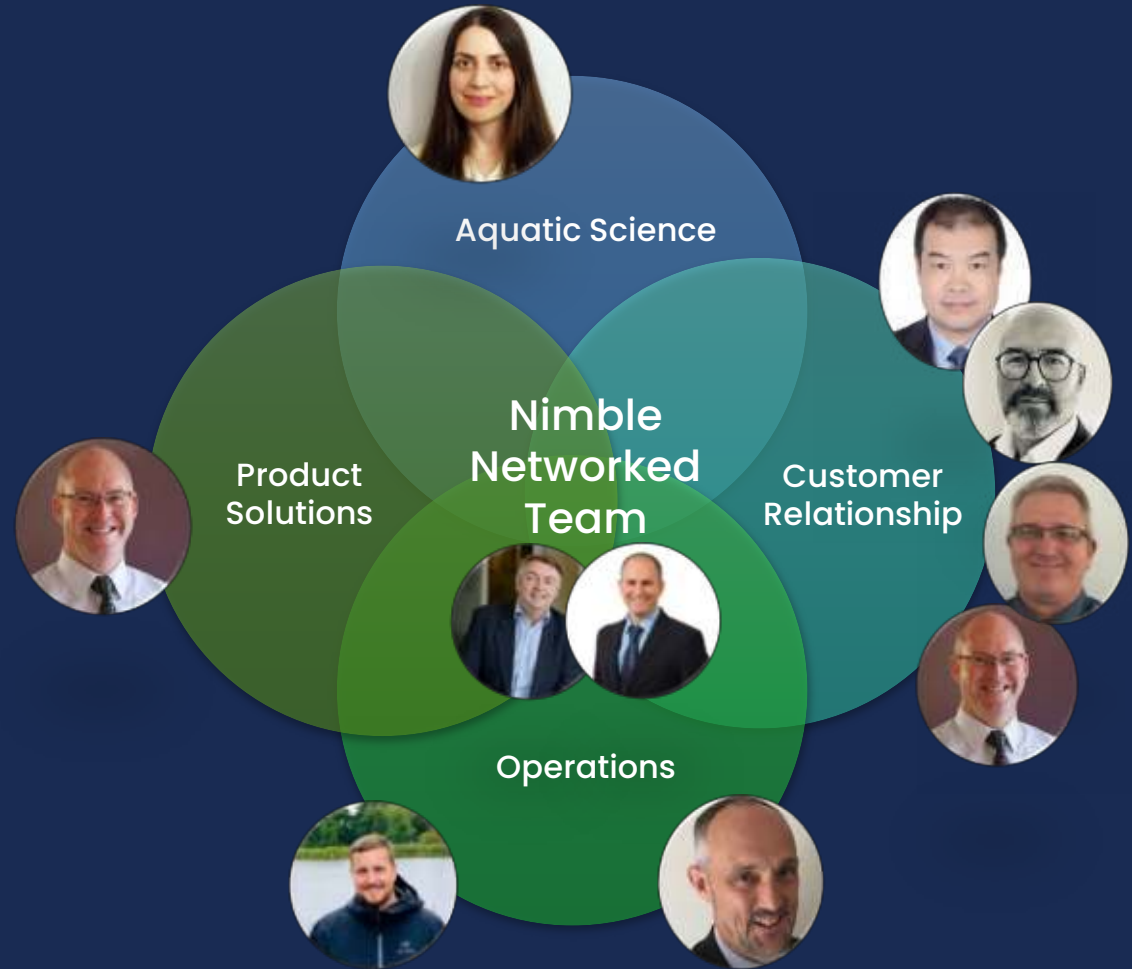 Aquatic Science
Nimble
Networked
Team
Product
Solutions
Customer
Relationship
Operations